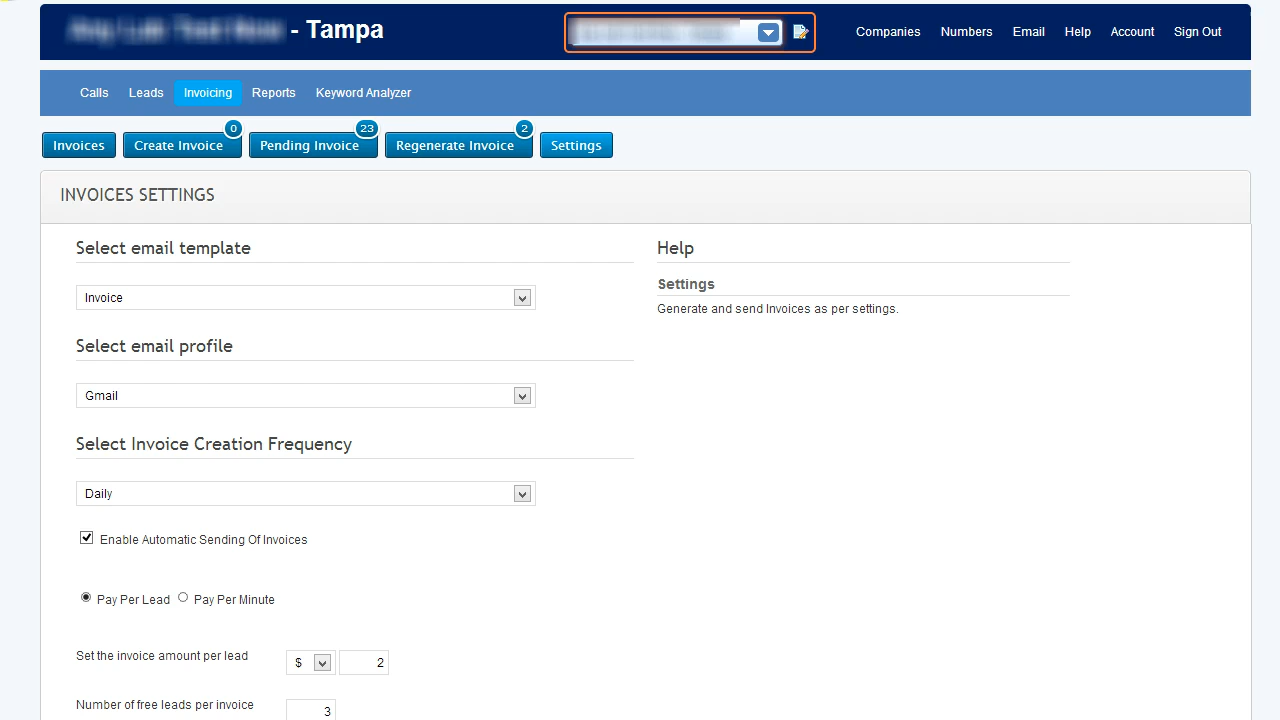 - Tampa
Companies Numbers Email Help Account Sign Out
Calls Leads Invoicing Reports Keyword Analyzer
0 23 2
Invoices Create Invoice Pending Invoice Regenerate Invoice Settings
INVOICES SETTINGS
Select email template
Invoice
Select email profile
Gmail
Select Invoice Creation Frequency
Daily
Enable Automatic Sending Of Invoices
Pay Per Lead Pay Per Minute
Set the invoice amount per lead $ 2
Number of free leads per invoice 3
Help
Settings
Generate and send Invoices as per settings.